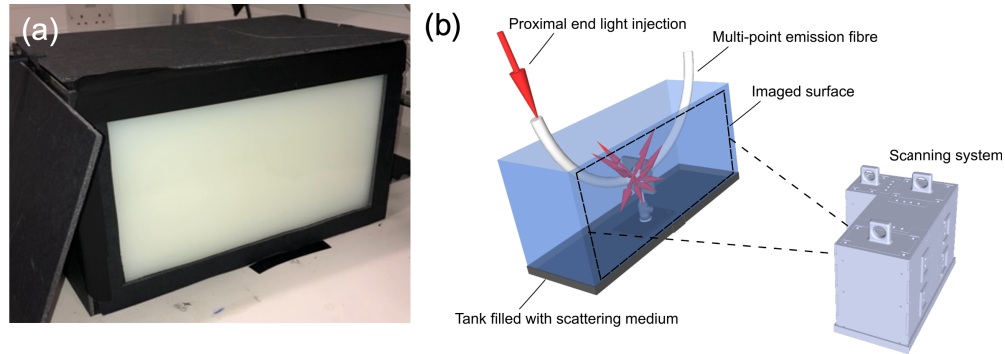 (a)
(b)
Proximal end light injection
Multi-point emission fibre
Imaged surface
Scanning system
Tank filled with scattering medium